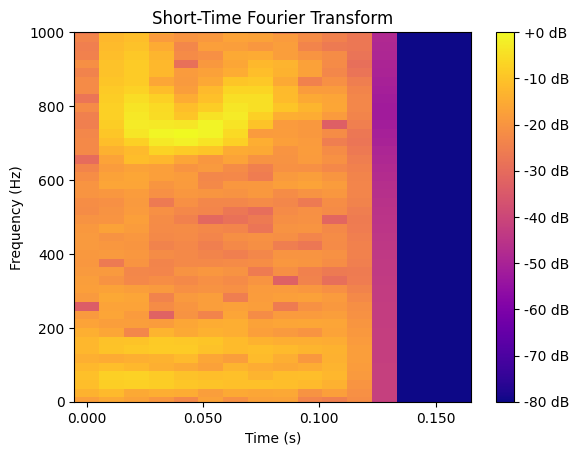 Short-Time Fourier Transform
Frequency (Hz)
1000
800
600
400
200
0
0.000
0.050
0.100
0.150
Time (s)
+0 dB
-10 dB
-20 dB
-30 dB
-40 dB
-50 dB
-60 dB
-70 dB
-80 dB